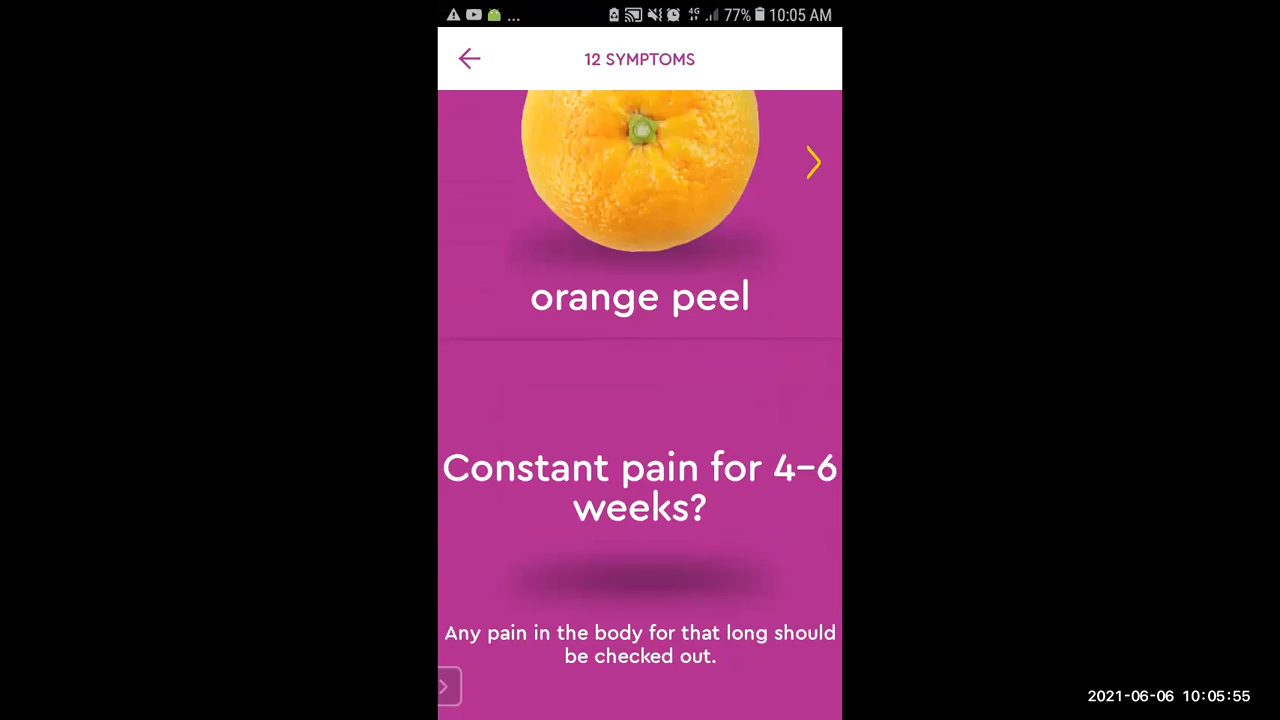 ... 4G 77% 10:05 AM
12 SYMPTOMS
orange peel
Constant pain for 4-6
weeks?
Any pain in the body for that long should
be checked out.
2021-06-06 10:05:55